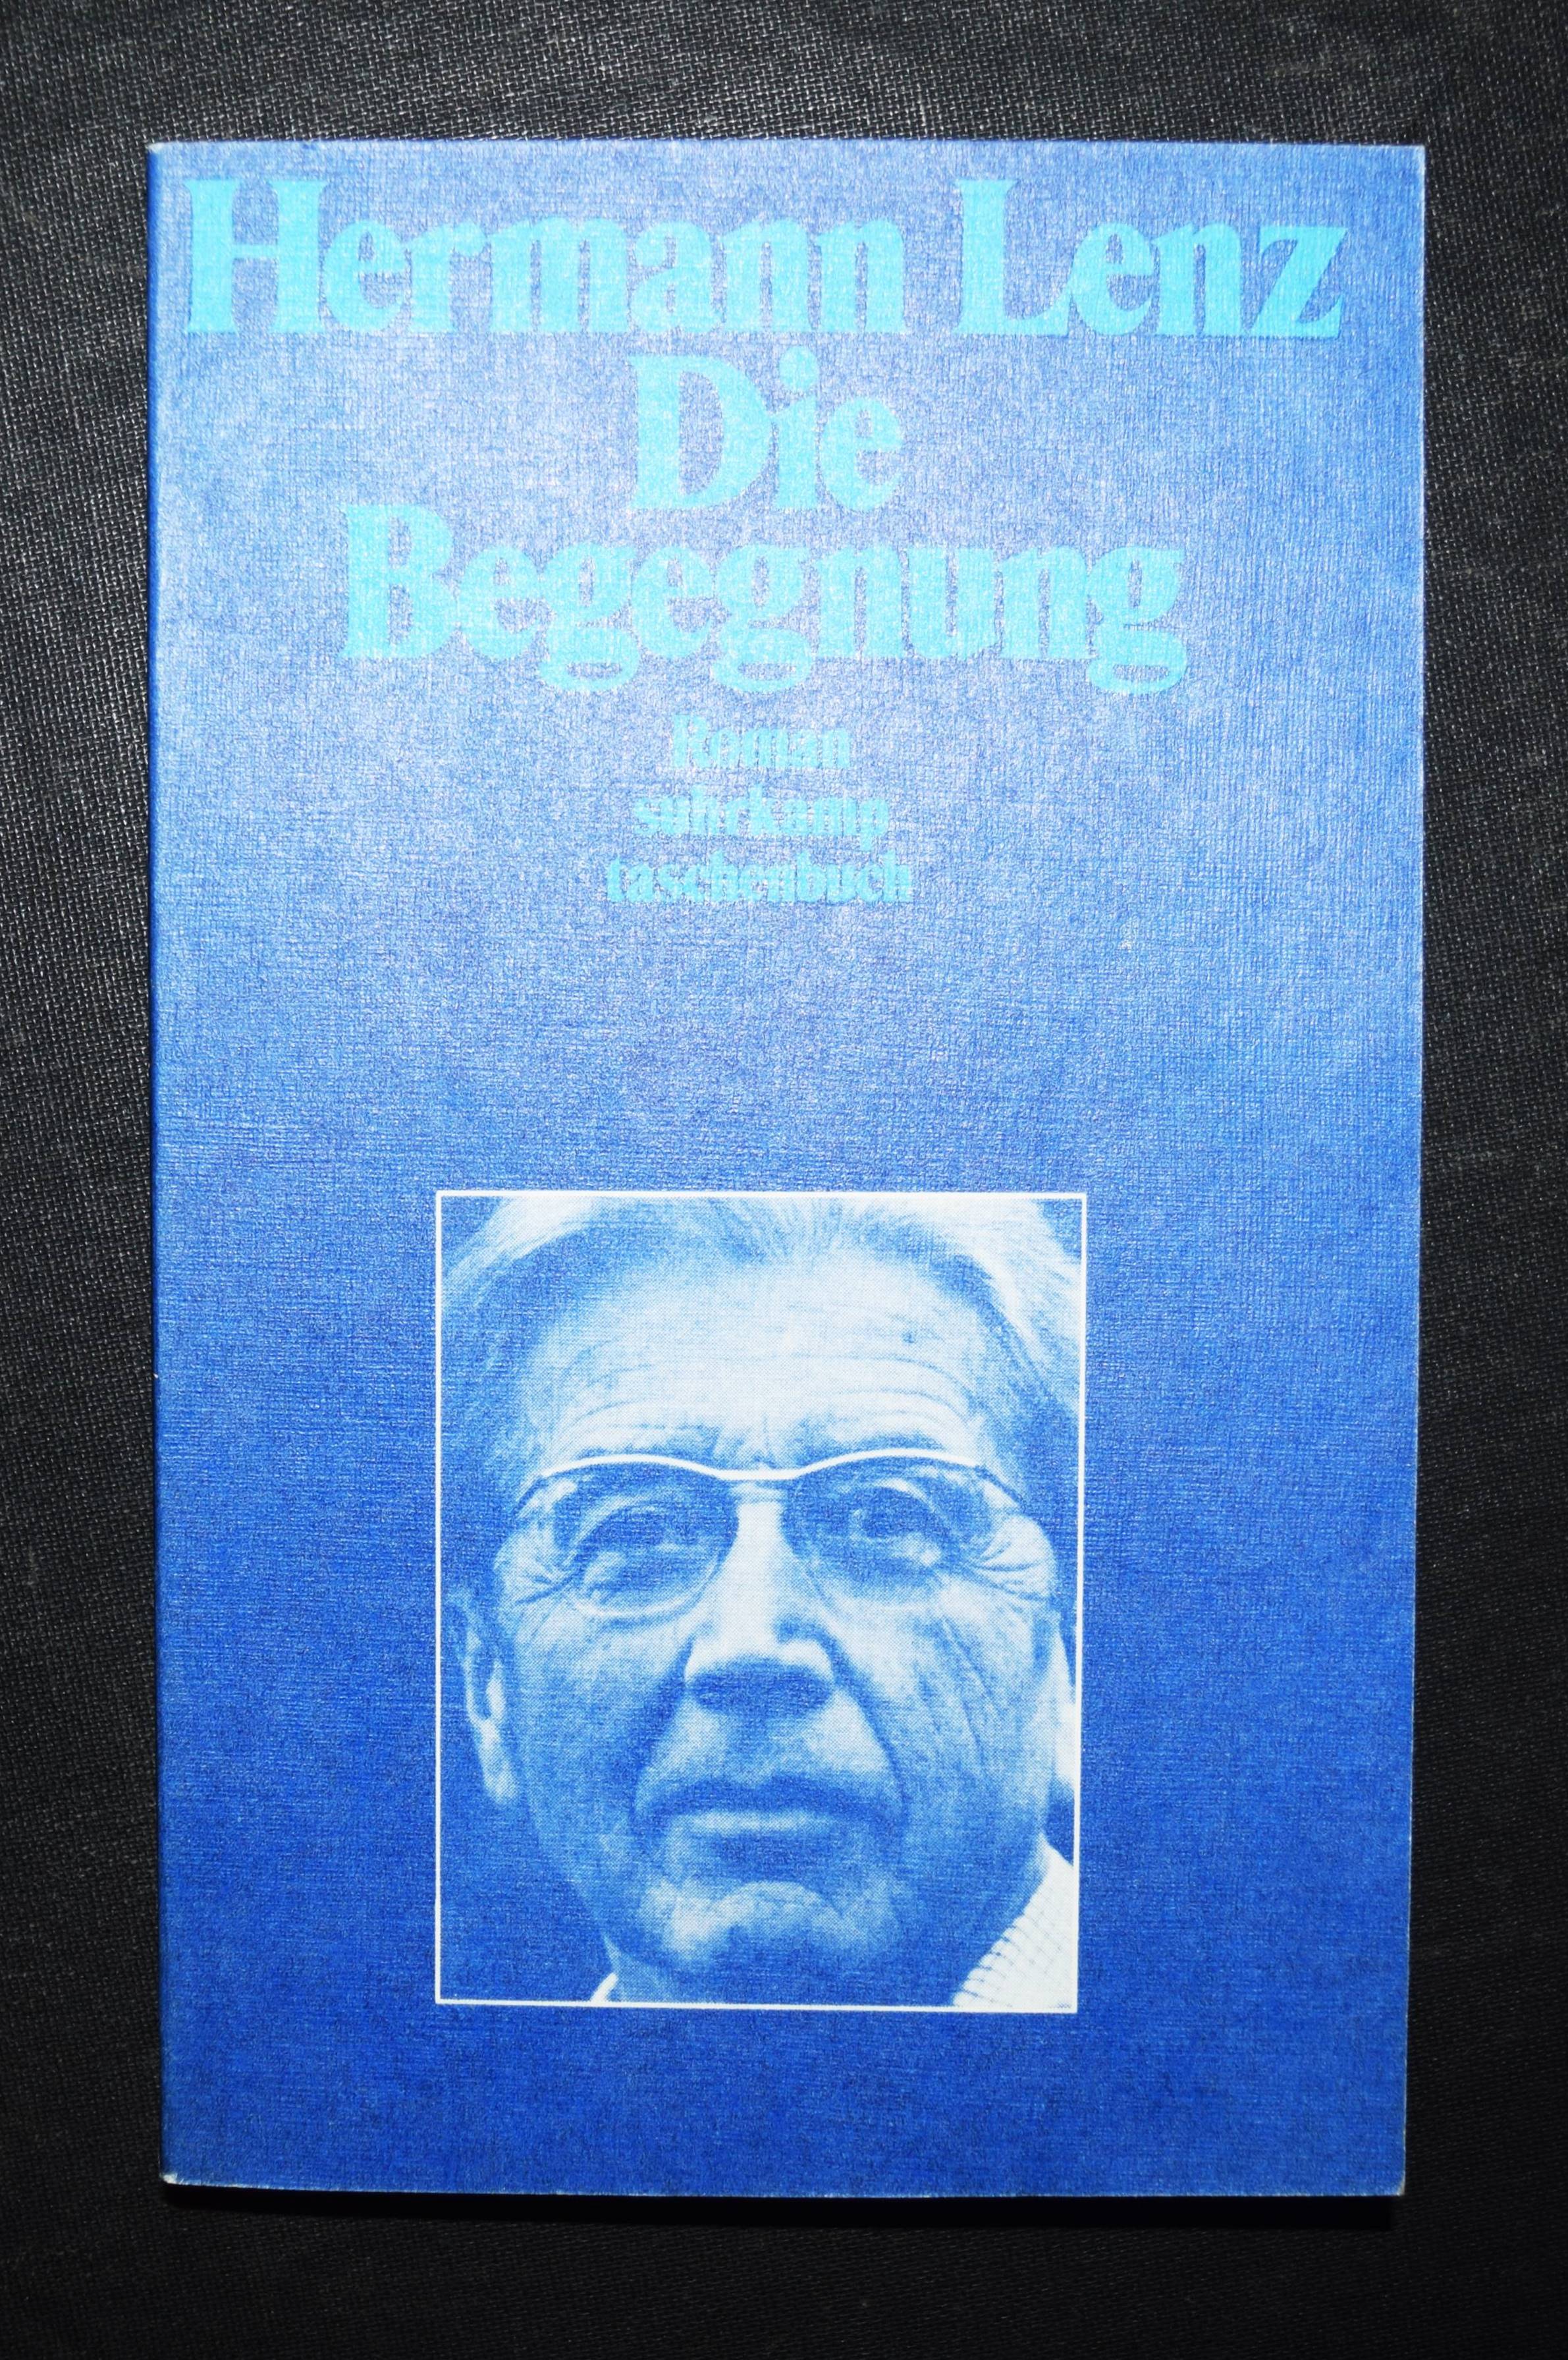 Hermann Lenz
Die
Begegnung
Roman
suhrkamp
taschenbuch